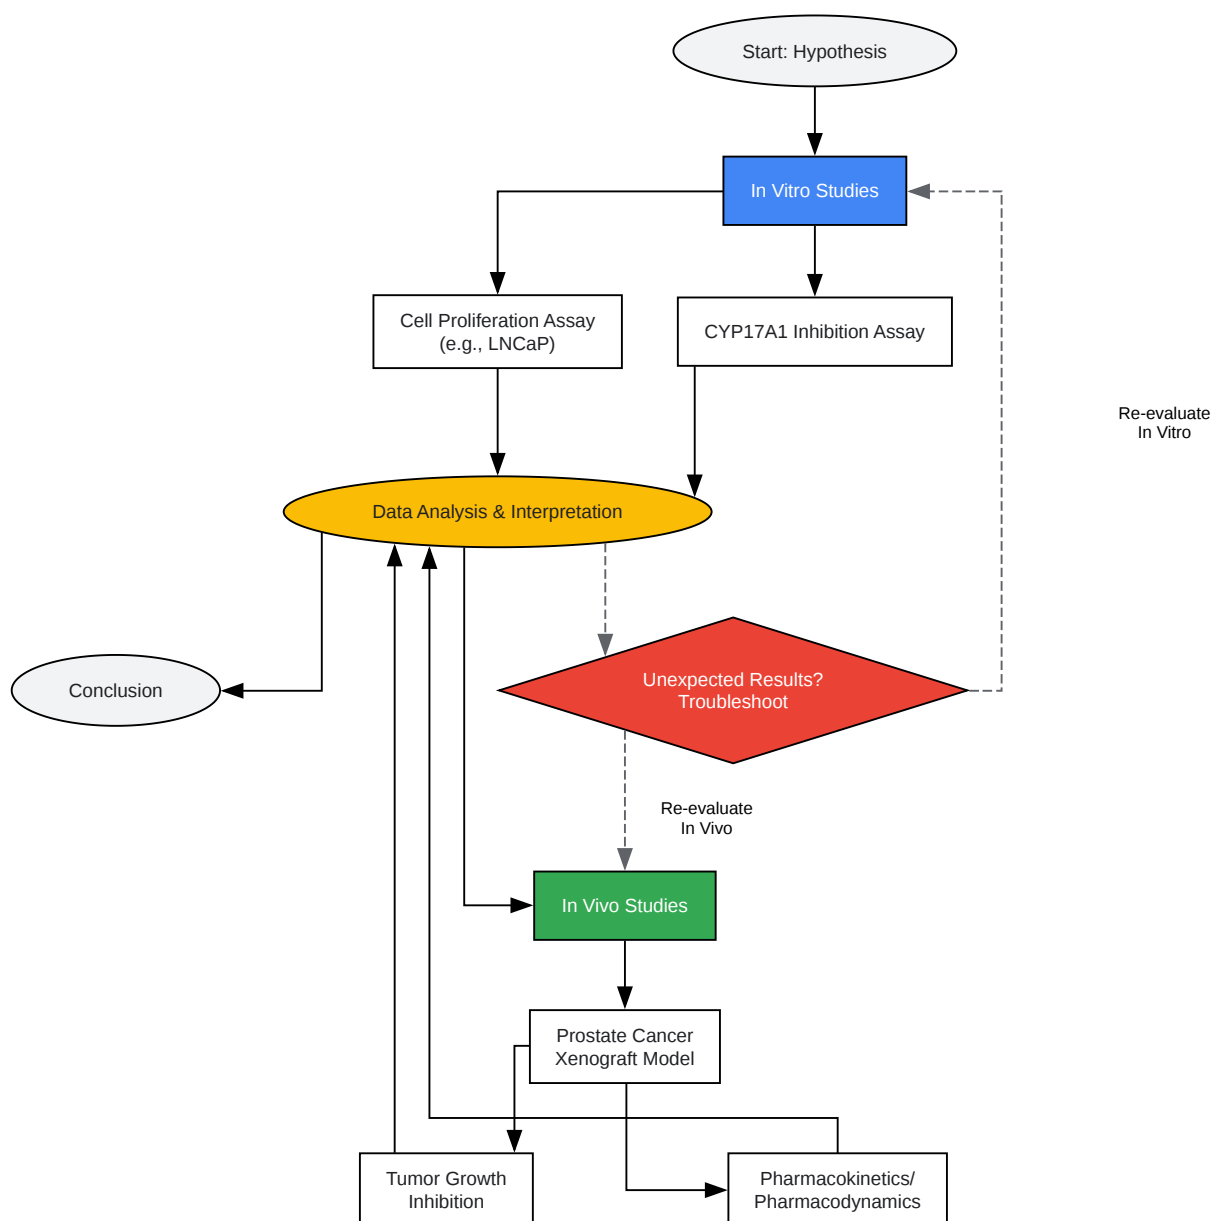 Start: Hypothesis
In Vitro Studies
Cell Proliferation Assay
(e.g., LNCaP)
CYP17A1 Inhibition Assay
Re-evaluate
In Vitro
Data Analysis & Interpretation
Conclusion
Unexpected Results?
Troubleshoot
Re-evaluate
In Vivo
In Vivo Studies
Prostate Cancer
Xenograft Model
Tumor Growth
Inhibition
Pharmacokinetics/
Pharmacodynamics